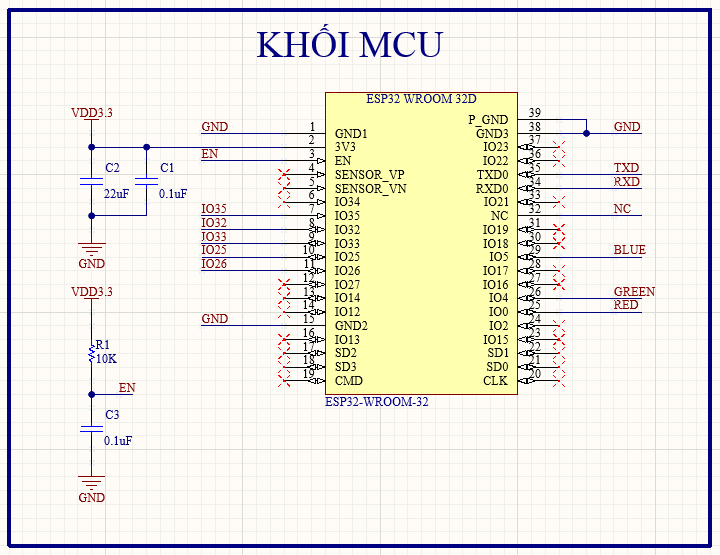 KHỐI MCU
ESP32 WROOM 32D
VDD3.3
C2
22uF
C1
0.1uF
GND
VDD3.3
R1
10K
EN
C3
0.1uF
GND
GND 1 GND1
2 3V3
EN 3 EN
4 SENSOR_VP
5 SENSOR_VN
6 IO34
IO35 7 IO35
IO32 8 IO32
IO33 9 IO33
IO25 10 IO25
IO26 11 IO26
12 IO27
13 IO14
14 IO12
GND 15 GND2
16 IO13
17 SD2
18 SD3
19 CMD
P_GND 39
GND3 38 GND
IO23 37
IO22 36
TXD0 35 TXD
RXD0 34 RXD
IO21 33
NC 32 NC
IO19 31
IO18 30
IO5 29 BLUE
IO17 28
IO16 27
IO4 26 GREEN
IO0 25 RED
IO2 24
IO15 23
SD1 22
SD0 21
CLK 20
ESP32-WROOM-32